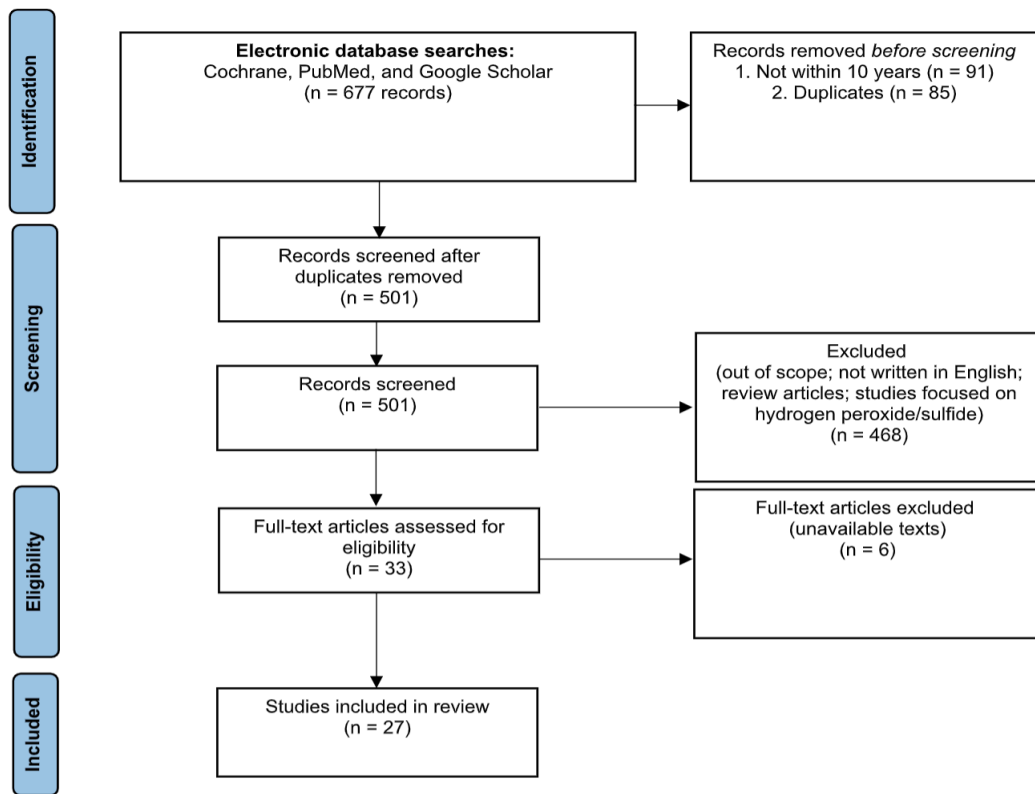 Identification
Electronic database searches:
Cochrane, PubMed, and Google Scholar
(n = 677 records)
Records removed before screening
1. Not within 10 years (n = 91)
2. Duplicates (n = 85)
Screening
Records screened after
duplicates removed
(n = 501)
Records screened
(n = 501)
Excluded
(out of scope; not written in English;
review articles; studies focused on
hydrogen peroxide/sulfide)
(n = 468)
Eligibility
Full-text articles assessed for
eligibility
(n = 33)
Full-text articles excluded
(unavailable texts)
(n = 6)
Included
Studies included in review
(n = 27)